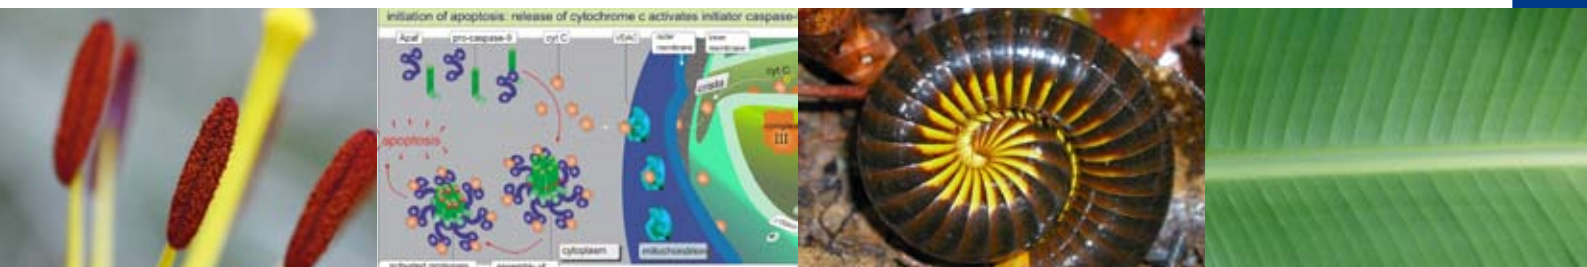 initiation of apoptosis: release of cytochrome c activates initiator caspase-
Apaf pro-caspase-9 cyt C VDAC outer membrane inner membrane
cyt C
crista
III
apoptosis
cytoplasm mitochondrion